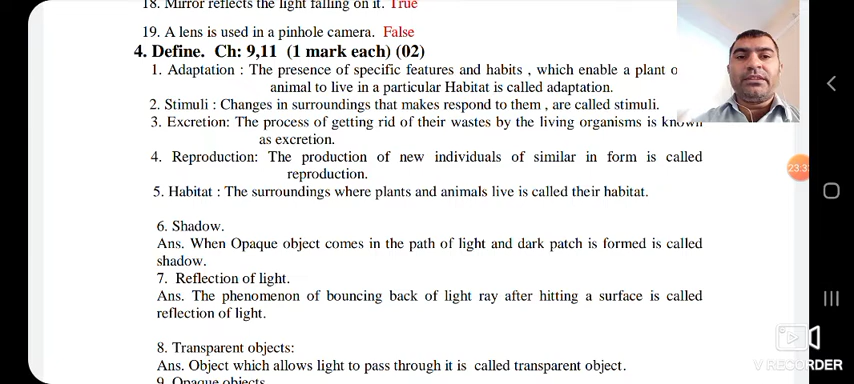 18. Mirror reflects the light falling on it. True
19. A lens is used in a pinhole camera. False
4. Define. Ch: 9,11 (1 mark each) (02)
1. Adaptation : The presence of specific features and habits , which enable a plant o
animal to live in a particular Habitat is called adaptation.
2. Stimuli : Changes in surroundings that makes respond to them , are called stimuli.
3. Excretion: The process of getting rid of their wastes by the living organisms is known
as excretion.
4. Reproduction: The production of new individuals of similar in form is called
reproduction.
5. Habitat : The surroundings where plants and animals live is called their habitat.
6. Shadow.
Ans. When Opaque object comes in the path of light and dark patch is formed is called
shadow.
7. Reflection of light.
Ans. The phenomenon of bouncing back of light ray after hitting a surface is called
reflection of light.
8. Transparent objects:
Ans. Object which allows light to pass through it is called transparent object.
9. Opaque objects
23:3
V RECORDER